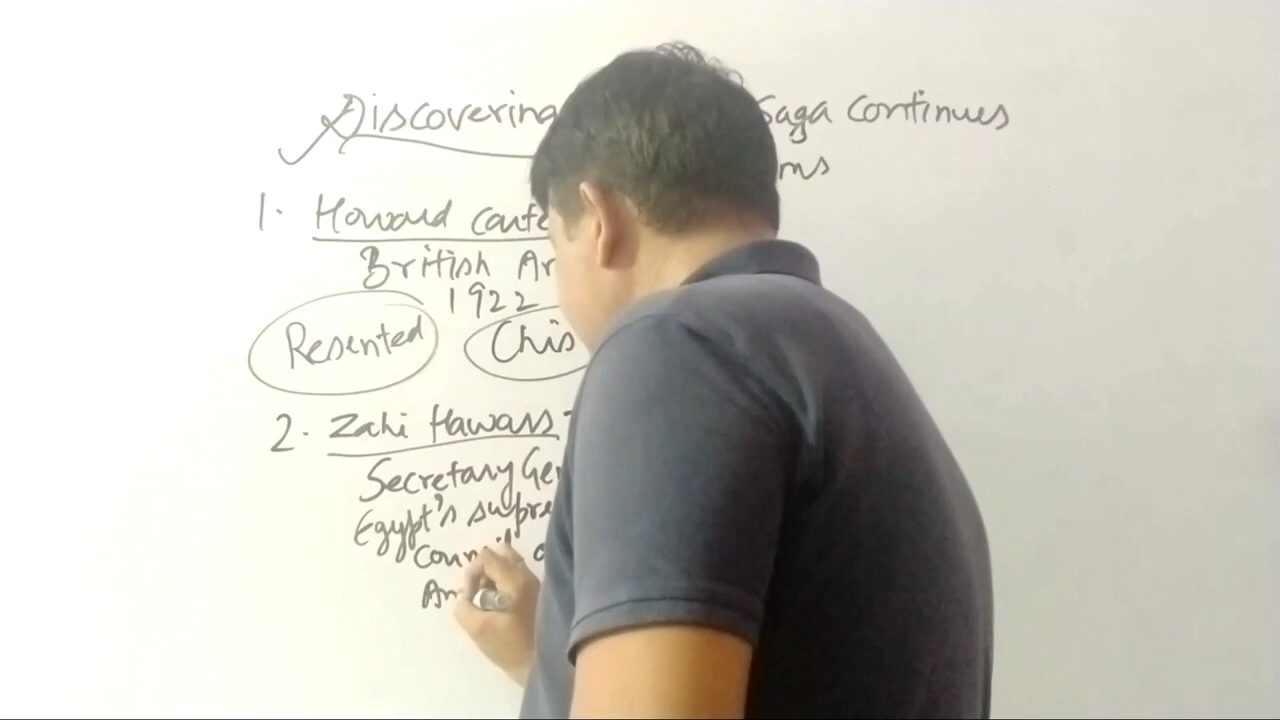 Discovering Saga Continues
ms
1. Howard Carte
British Ar
1922
Resented Chis
2. Zahi Hawass -
Secretary Gen
Egypt's supre
Council o
An